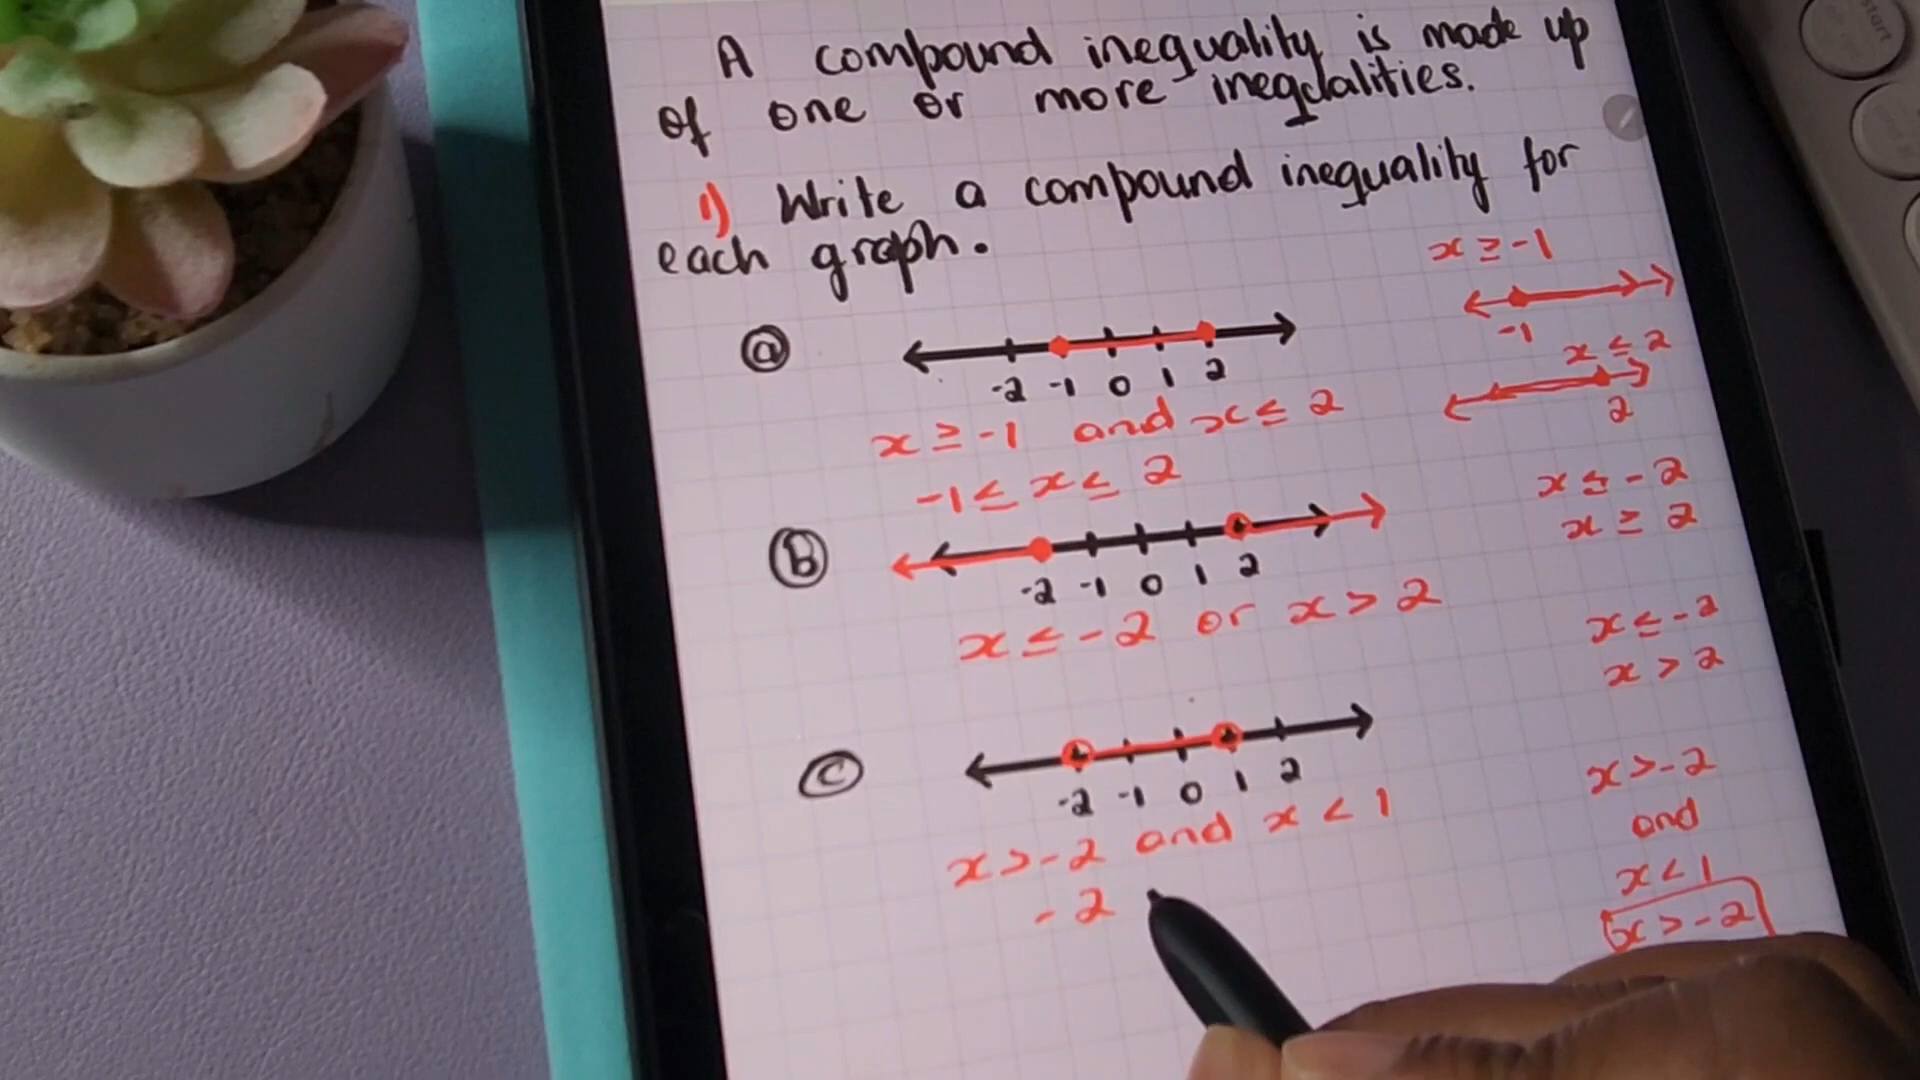 A compound inequality is made up
of one or more ineqdalities.
1) Write a compound inequality for
each graph.
x ≥ -1
-1
x ≤ 2
2
a
-2 -1 0 1 2
x ≥ -1 and x ≤ 2
-1 ≤ x ≤ 2
x ≤ -2
x ≥ 2
B
-2 -1 0 1 2
x ≤ -2 or x > 2
x ≤ -2
x > 2
C
-2 -1 0 1 2
x > -2 and x < 1
-2
x > -2
and
x < 1
x > -2
start